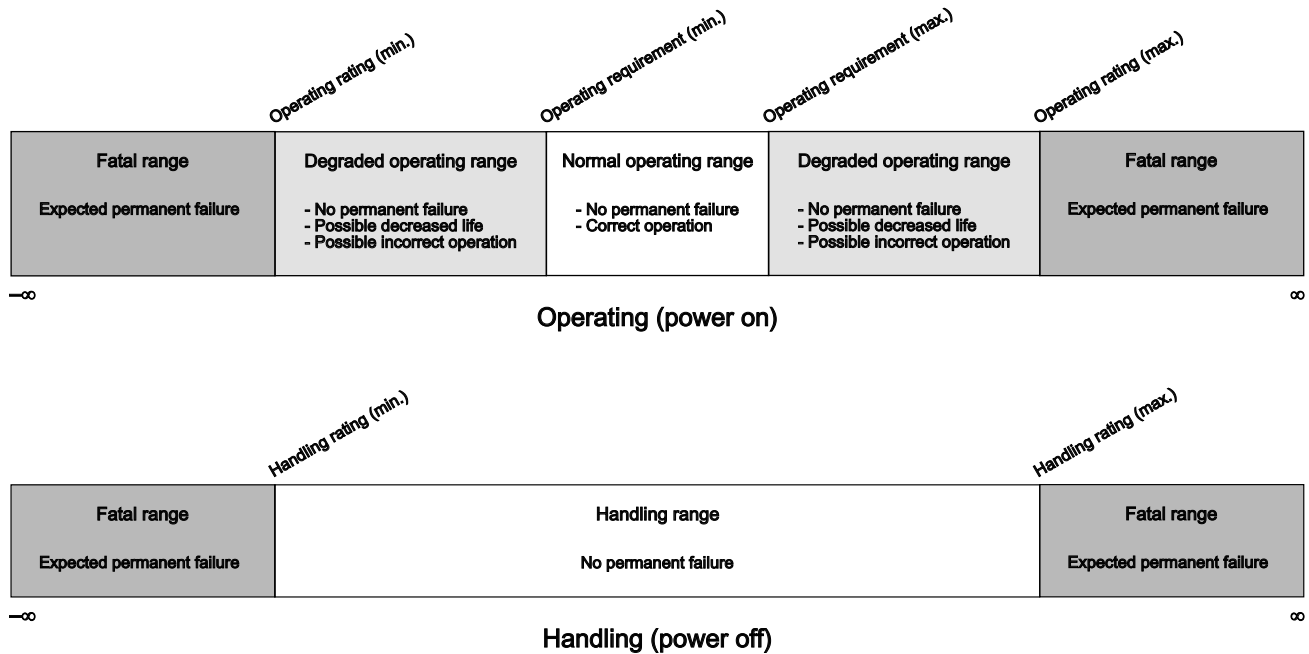 Operating rating (min.)
Operating requirement (min.)
Operating requirement (max.)
Operating rating (max.)
Fatal range
Degraded operating range
Normal operating range
Degraded operating range
Fatal range
Expected permanent failure
- No permanent failure
- Possible decreased life
- Possible incorrect operation
- No permanent failure
- Correct operation
- No permanent failure
- Possible decreased life
- Possible incorrect operation
Expected permanent failure
–∞
∞
Operating (power on)
Handling rating (min.)
Handling rating (max.)
Fatal range
Handling range
Fatal range
Expected permanent failure
No permanent failure
Expected permanent failure
–∞
∞
Handling (power off)